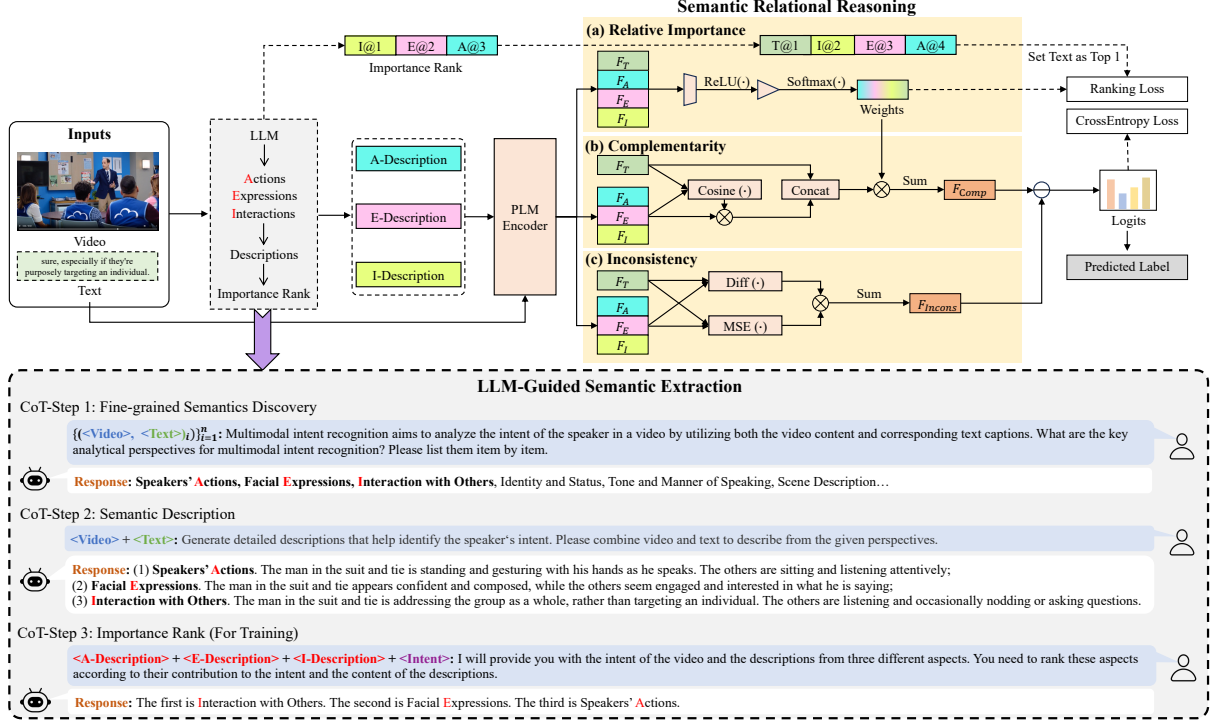 Semantic Relational Reasoning
(a) Relative Importance
I@1 E@2 A@3
Importance Rank
T@1 I@2 E@3 A@4
Set Text as Top 1
F_T
F_A
F_E
F_I
ReLU(·)
Softmax(·)
Weights
Ranking Loss
CrossEntropy Loss
Inputs
Video
sure, especially if they're
purposely targeting an individual.
Text
LLM
Actions
Expressions
Interactions
Descriptions
Importance Rank
A-Description
E-Description
I-Description
PLM
Encoder
(b) Complementarity
F_T
F_A
F_E
F_I
Cosine (·)
Concat
Sum
F_Comp
Logits
Predicted Label
(c) Inconsistency
F_T
F_A
F_E
F_I
Diff (·)
MSE (·)
Sum
F_Incons
LLM-Guided Semantic Extraction
CoT-Step 1: Fine-grained Semantics Discovery
{(<Video>, <Text>)_i)}_{i=1}^n: Multimodal intent recognition aims to analyze the intent of the speaker in a video by utilizing both the video content and corresponding text captions. What are the key
analytical perspectives for multimodal intent recognition? Please list them item by item.
Response: Speakers' Actions, Facial Expressions, Interaction with Others, Identity and Status, Tone and Manner of Speaking, Scene Description…
CoT-Step 2: Semantic Description
<Video> + <Text>: Generate detailed descriptions that help identify the speaker's intent. Please combine video and text to describe from the given perspectives.
Response: (1) Speakers' Actions. The man in the suit and tie is standing and gesturing with his hands as he speaks. The others are sitting and listening attentively;
(2) Facial Expressions. The man in the suit and tie appears confident and composed, while the others seem engaged and interested in what he is saying;
(3) Interaction with Others. The man in the suit and tie is addressing the group as a whole, rather than targeting an individual. The others are listening and occasionally nodding or asking questions.
CoT-Step 3: Importance Rank (For Training)
<A-Description> + <E-Description> + <I-Description> + <Intent>: I will provide you with the intent of the video and the descriptions from three different aspects. You need to rank these aspects
according to their contribution to the intent and the content of the descriptions.
Response: The first is Interaction with Others. The second is Facial Expressions. The third is Speakers' Actions.